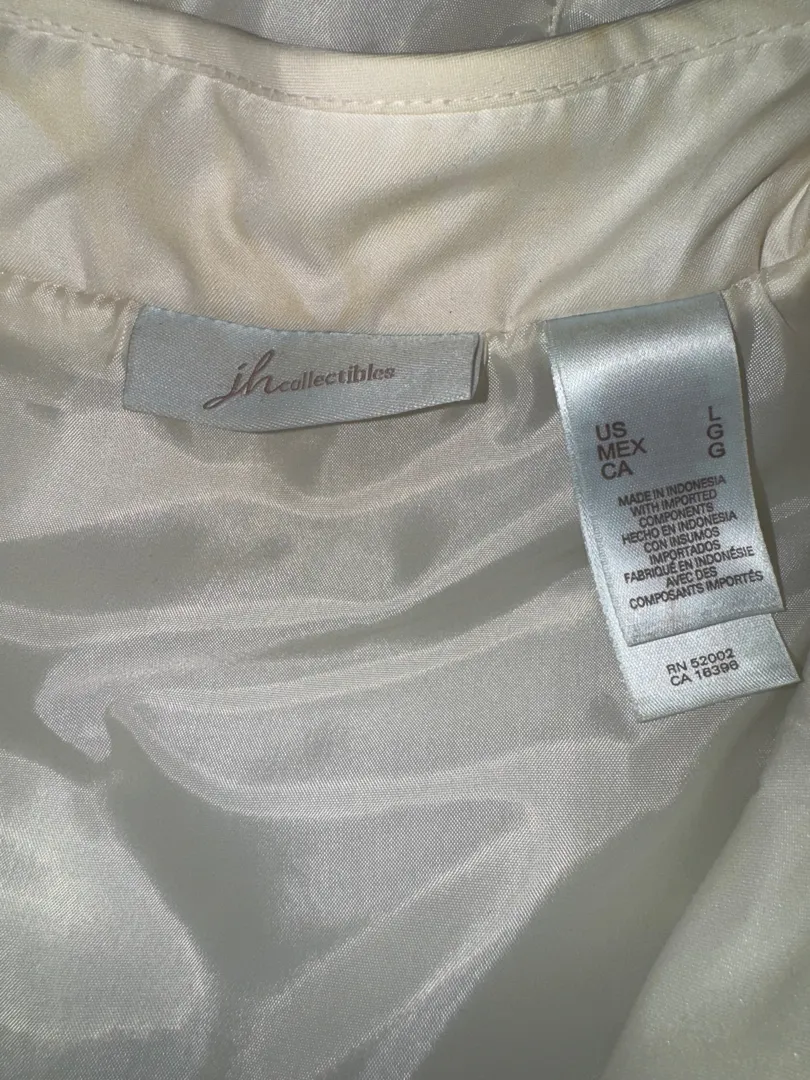 jh collectibles
US L
MEX G
CA G
MADE IN INDONESIA
WITH IMPORTED
COMPONENTS
HECHO EN INDONESIA
CON INSUMOS
IMPORTADOS
FABRIQUÉ EN INDONÉSIE
AVEC DES
COMPOSANTS IMPORTÉS
RN 52002
CA 16396